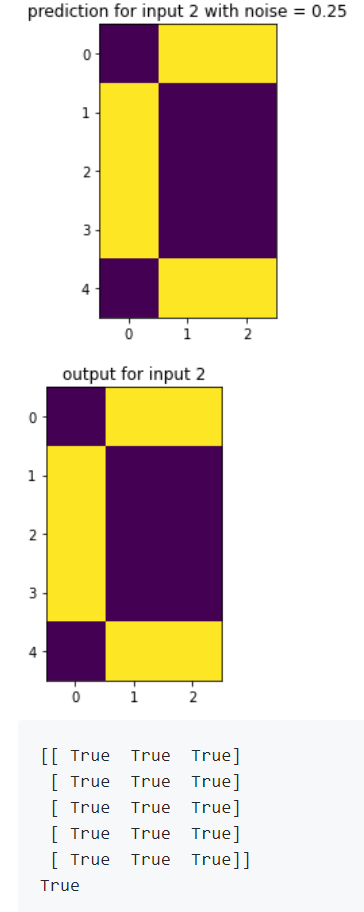 prediction for input 2 with noise = 0.25
0
1
2
3
4
0 1 2
output for input 2
0
1
2
3
4
0 1 2
[[ True True True]
[ True True True]
[ True True True]
[ True True True]
[ True True True]]
True